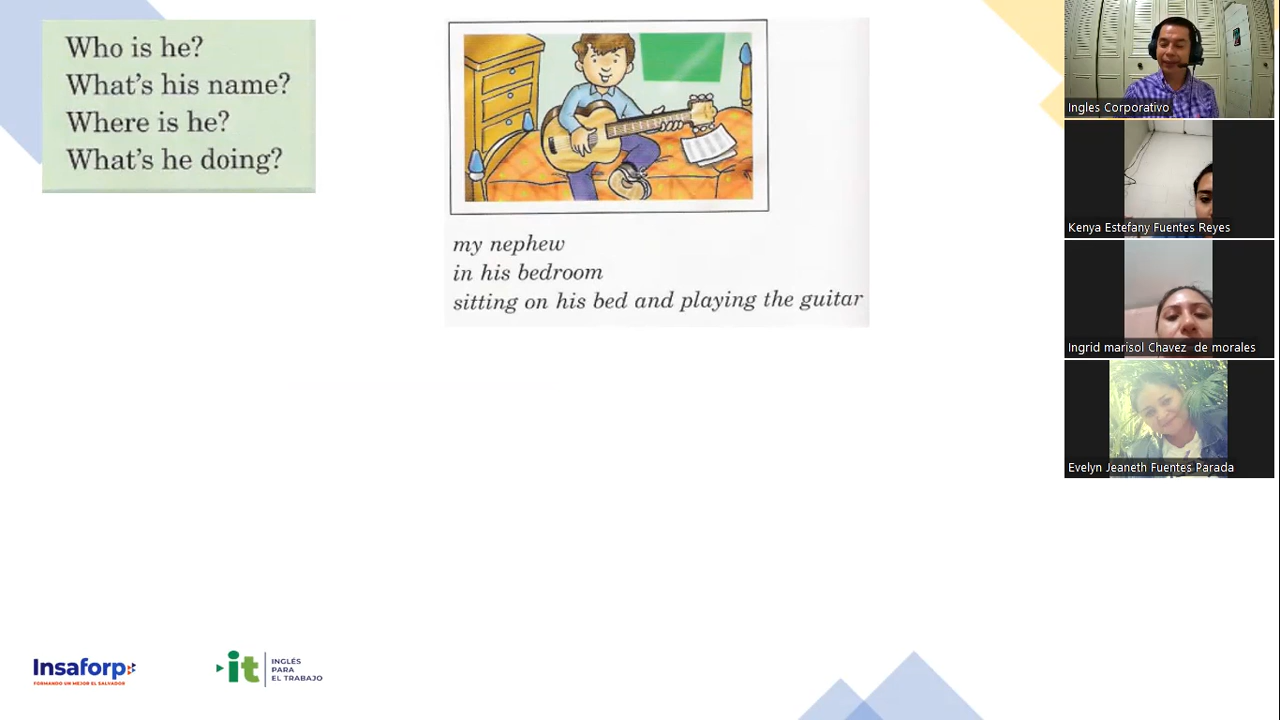 Who is he?
What's his name?
Where is he?
What's he doing?
my nephew
in his bedroom
sitting on his bed and playing the guitar
Ingles Corporativo
Kenya Estefany Fuentes Reyes
Ingrid marisol Chavez de morales
Evelyn Jeaneth Fuentes Parada
Insaforp
FORMANDO UN MEJOR EL SALVADOR
it
INGLÉS
PARA
EL TRABAJO